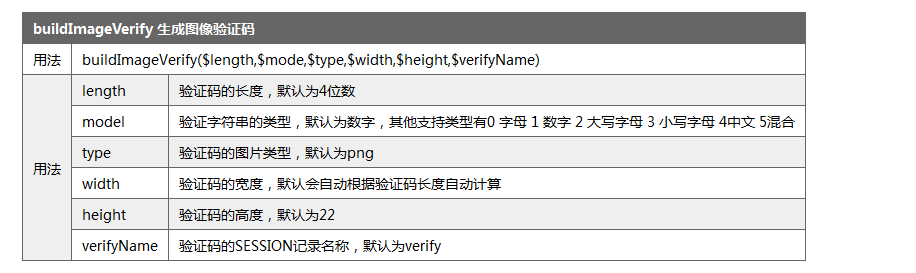 buildImageVerify 生成图像验证码
用法 buildImageVerify($length,$mode,$type,$width,$height,$verifyName)
用法
length 验证码的长度，默认为4位数
model 验证字符串的类型，默认为数字，其他支持类型有0 字母 1 数字 2 大写字母 3 小写字母 4中文 5混合
type 验证码的图片类型，默认为png
width 验证码的宽度，默认会自动根据验证码长度自动计算
height 验证码的高度，默认为22
verifyName 验证码的SESSION记录名称，默认为verify